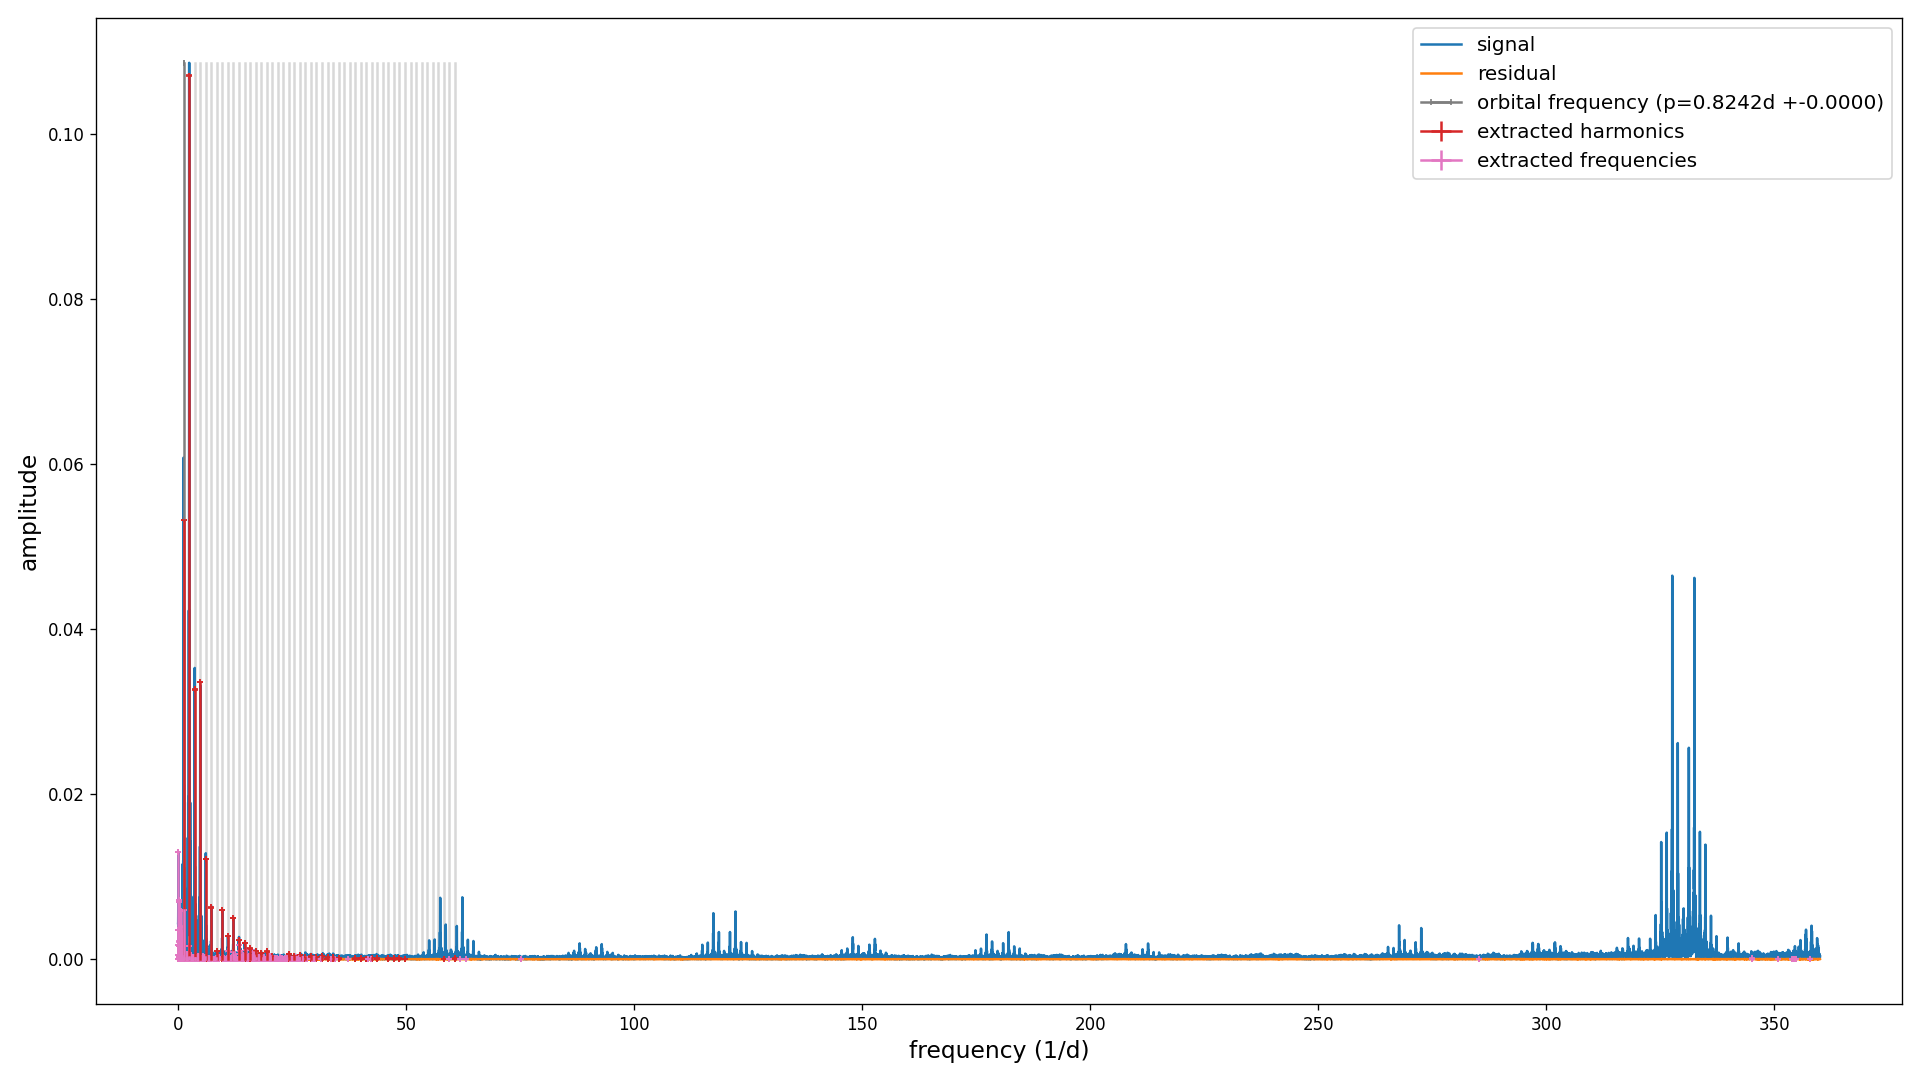 signal
residual
orbital frequency (p=0.8242d +-0.0000)
extracted harmonics
extracted frequencies
0.10
0.08
0.06
0.04
0.02
0.00
amplitude
0 50 100 150 200 250 300 350
frequency (1/d)